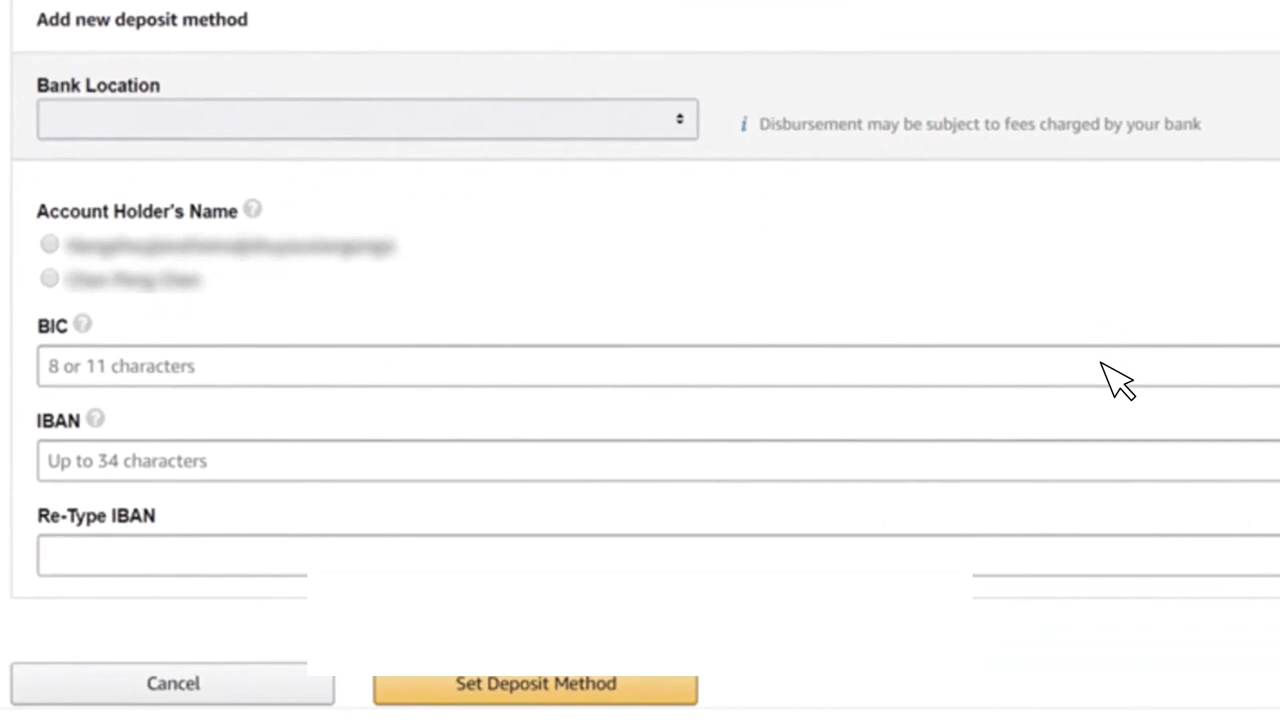 Add new deposit method
Bank Location
i Disbursement may be subject to fees charged by your bank
Account Holder's Name ?
BIC ?
8 or 11 characters
IBAN ?
Up to 34 characters
Re-Type IBAN
Cancel
Set Deposit Method